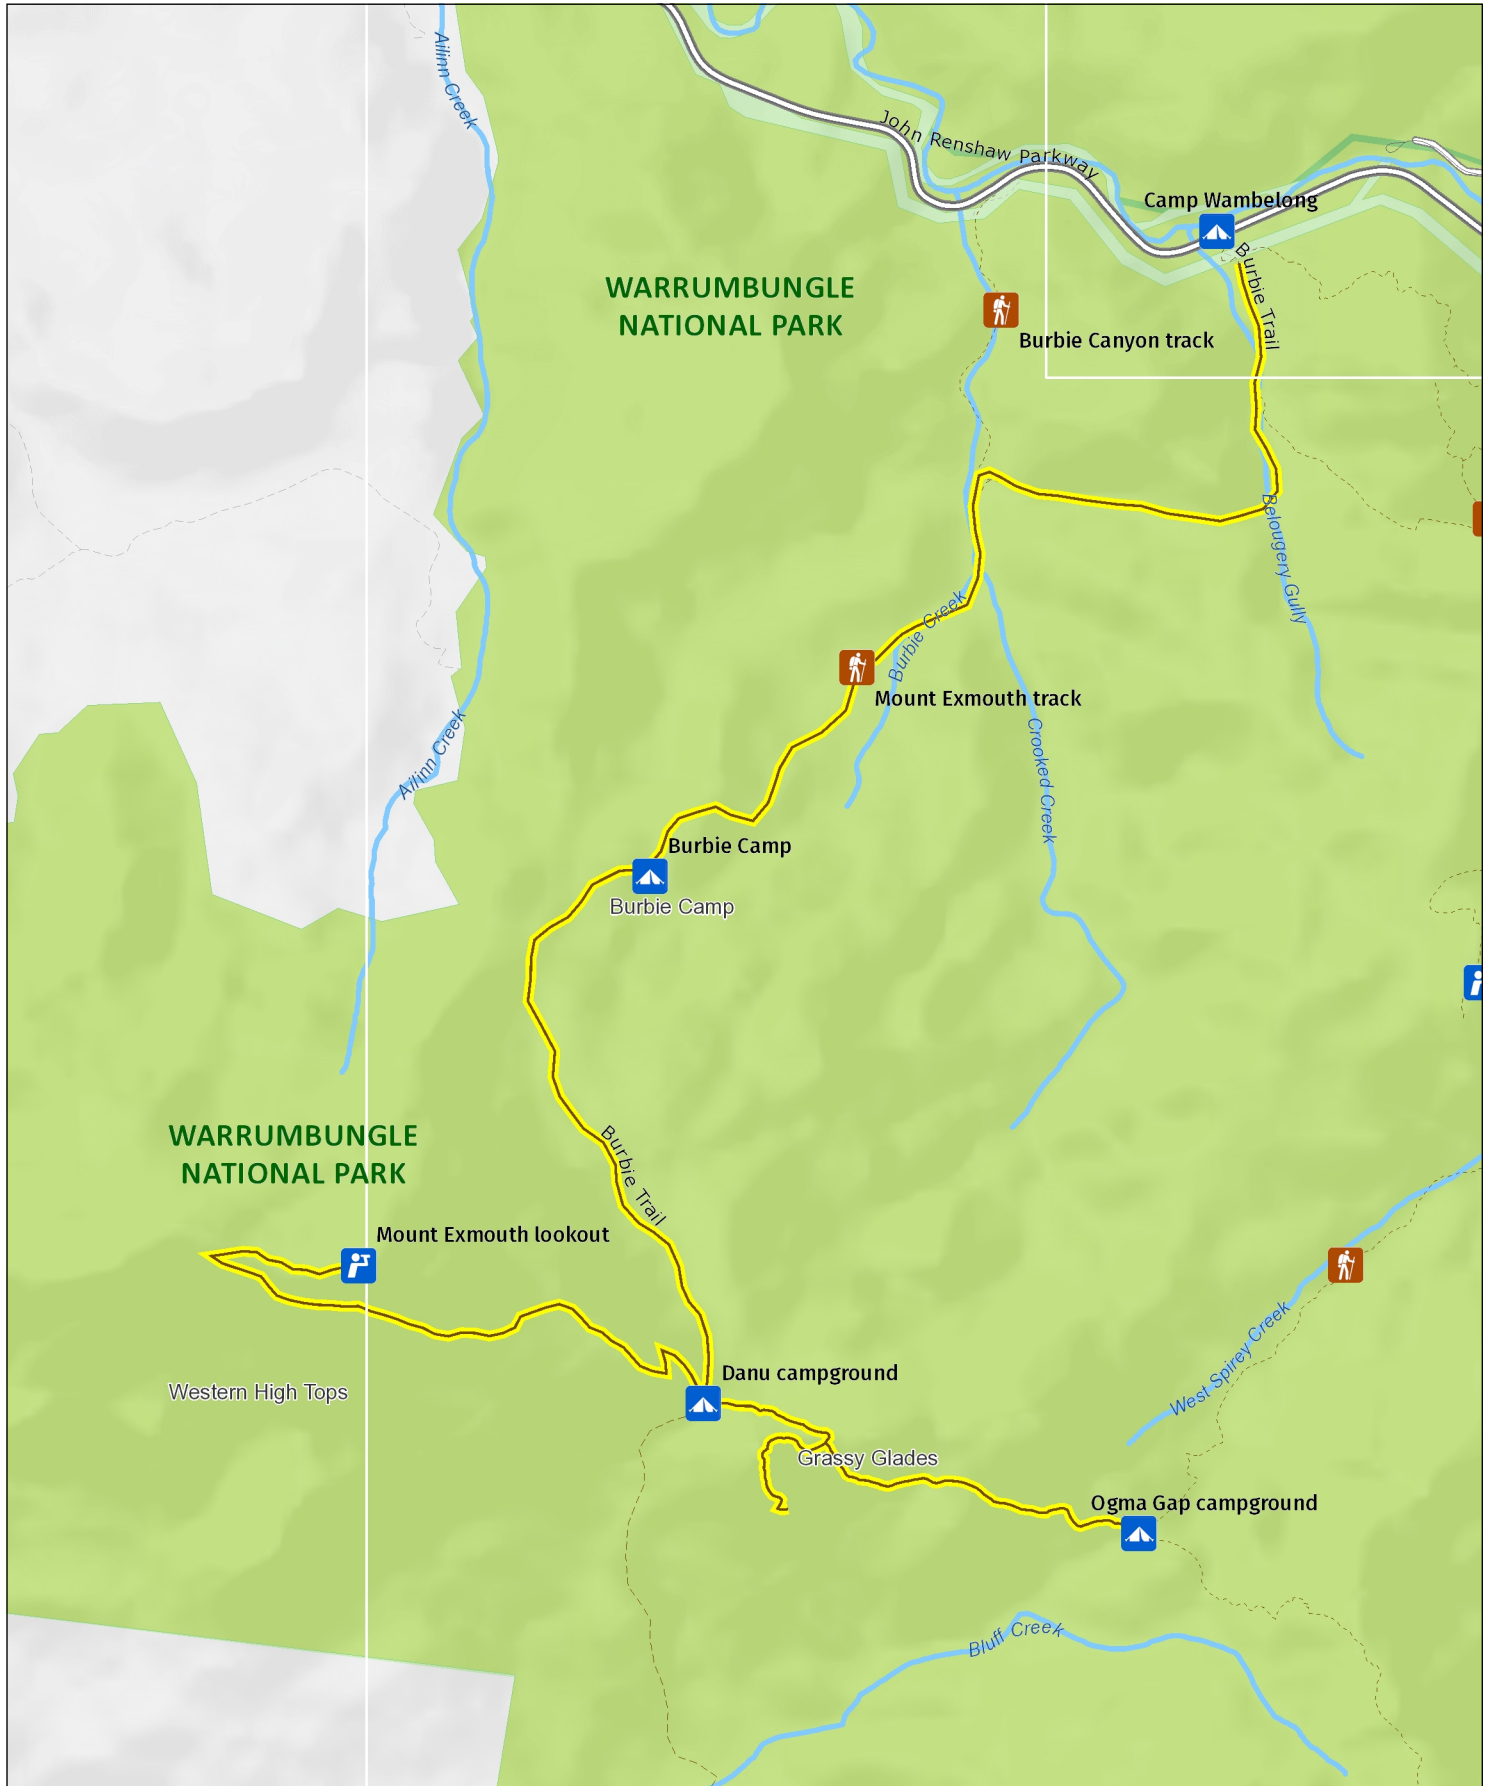 Ailinn Creek
John Renshaw Parkway
Camp Wambelong
Burbie Trail
WARRUMBUNGLE
NATIONAL PARK
Burbie Canyon track
Belougery Gully
Burbie Creek
Mount Exmouth track
Ailinn Creek
Crooked Creek
Burbie Camp
Burbie Camp
WARRUMBUNGLE
NATIONAL PARK
Burbie Trail
Mount Exmouth lookout
West Spirey Creek
Danu campground
Western High Tops
Grassy Glades
Ogma Gap campground
Bluff Creek